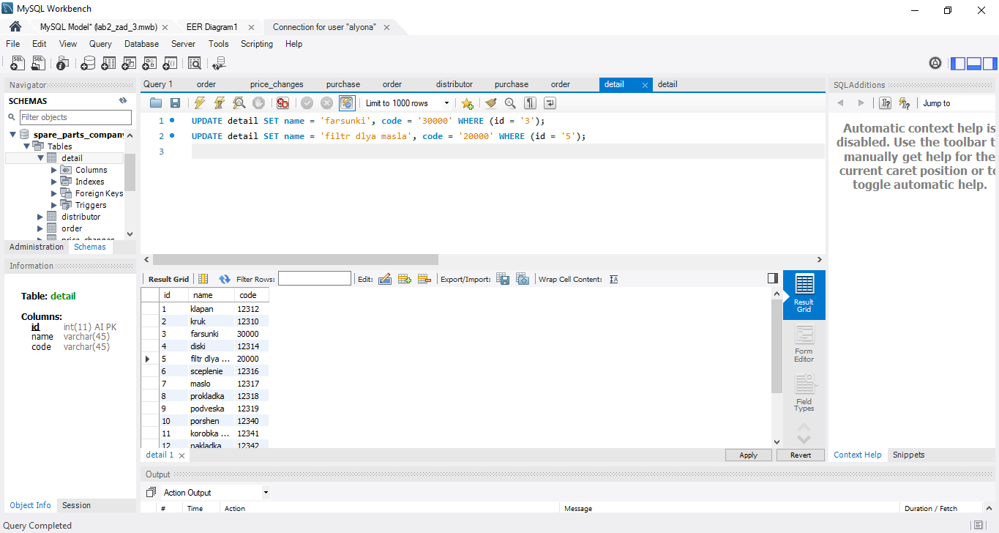 MySQL Workbench
MySQL Model* (lab2_zad_3.mwb)
EER Diagram1
Connection for user "alyona"
File Edit View Query Database Server Tools Scripting Help
Navigator
SCHEMAS
Filter objects
spare_parts_company
Tables
detail
Columns
Indexes
Foreign Keys
Triggers
distributor
order
price_changes
Administration Schemas
Information
Table: detail
Columns:
id int(11) AI PK
name varchar(45)
code varchar(45)
Object Info Session
Query 1 order price_changes purchase order distributor purchase order detail detail
Limit to 1000 rows
1 UPDATE detail SET name = 'farsunki', code = '30000' WHERE (id = '3');
2 UPDATE detail SET name = 'filtr dlya masla', code = '20000' WHERE (id = '5');
3
Result Grid Filter Rows: Edit: Export/Import: Wrap Cell Content:
id name code
1 klapan 12312
2 kruk 12310
3 farsunki 30000
4 diski 12314
5 filtr dlya ... 20000
6 sceplenie 12316
7 maslo 12317
8 prokladka 12318
9 podveska 12319
10 porshen 12340
11 korobka ... 12341
12 nakladka 12342
Result
Grid
Form
Editor
Field
Types
detail 1
Apply Revert
Output
Action Output
# Time Action Message Duration / Fetch
SQLAdditions
Jump to
Automatic context help is
disabled. Use the toolbar t
manually get help for the
current caret position or to
toggle automatic help.
Context Help Snippets
Query Completed